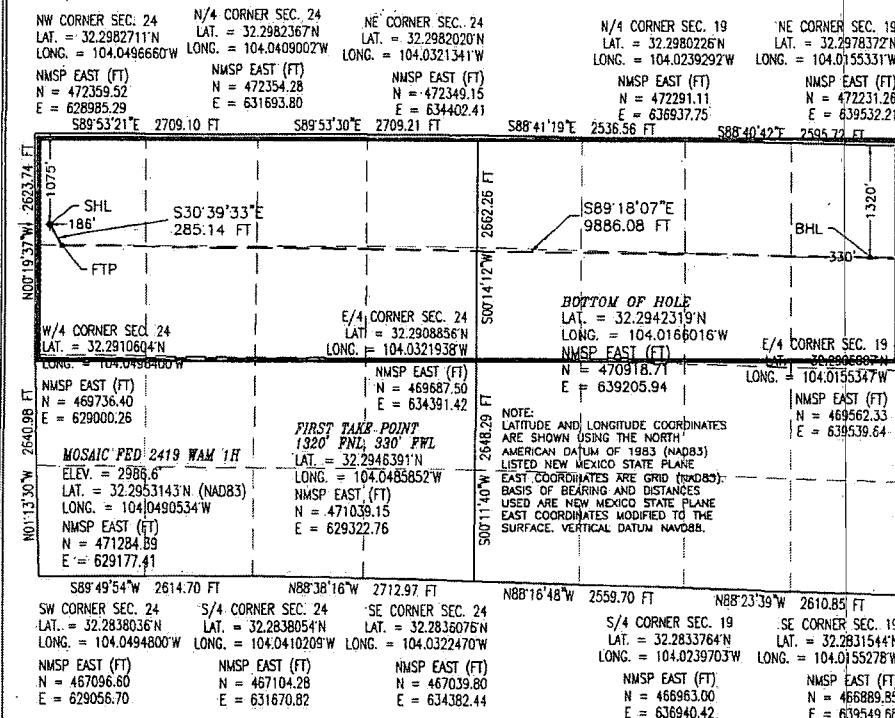 NW CORNER SEC. 24
LAT. = 32.2982711'N
LONG. = 104.0496660'W
NMSP EAST (FT)
N = 472359.52
E = 628985.29
N/4 CORNER SEC. 24
LAT. = 32.2982367'N
LONG. = 104.0409002'W
NMSP EAST (FT)
N = 472354.28
E = 631693.80
NE CORNER SEC. 24
LAT. = 32.2982020'N
LONG. = 104.0321341'W
NMSP EAST (FT)
N = 472349.15
E = 634402.41
N/4 CORNER SEC. 19
LAT. = 32.2980226'N
LONG. = 104.0239292'W
NMSP EAST (FT)
N = 472291.11
E = 636937.75
NE CORNER SEC. 19
LAT. = 32.2978372'N
LONG. = 104.0155331'W
NMSP EAST (FT)
N = 472231.26
E = 639532.21
S89°53'21"E 2709.10 FT
S89°53'30"E 2709.21 FT
S88°41'19"E 2536.56 FT
S88°40'42"E 2595.72 FT
N00°19'37"W 2623.74 FT
1075'
SHL
186'
S30°39'33"E
285.14 FT
FTP
S00°14'12"W 2662.26 FT
S89°18'07"E
9886.08 FT
1320'
BHL
330'
W/4 CORNER SEC. 24
LAT. = 32.2910604'N
NMSP EAST (FT)
N = 469736.40
E = 629000.26
E/4 CORNER SEC. 24
LAT = 32.2908856'N
LONG. = 104.0321938'W
NMSP EAST (FT)
N = 469687.50
E = 634391.42
BOTTOM OF HOLE
LAT. = 32.2942319'N
LONG. = 104.0166016'W
NMSP EAST (FT)
N = 470918.71
E = 639205.94
E/4 CORNER SEC. 19
LONG. = 104.0155347'W
NMSP EAST (FT)
N = 469562.33
E = 639539.64
N01°13'30"W 2640.98 FT
MOSAIC FED 2419 WAM 1H
ELEV. = 2986.6'
LAT. = 32.2953143'N (NAD83)
LONG. = 104.0490534'W
NMSP EAST (FT)
N = 471284.89
E = 629177.41
FIRST TAKE POINT
1320' FNL, 330' FWL
LAT. = 32.2946391'N
LONG. = 104.0485852'W
NMSP EAST (FT)
N = 471039.15
E = 629322.76
S00°11'40"W 2648.29 FT
NOTE:
LATITUDE AND LONGITUDE COORDINATES
ARE SHOWN USING THE NORTH
AMERICAN DATUM OF 1983 (NAD83)
LISTED NEW MEXICO STATE PLANE
EAST COORDINATES ARE GRID (NAD83).
BASIS OF BEARING AND DISTANCES
USED ARE NEW MEXICO STATE PLANE
EAST COORDINATES MODIFIED TO THE
SURFACE. VERTICAL DATUM NAVD88.
S89°49'54"W 2614.70 FT
N88°38'16"W 2712.97 FT
N88°16'48"W 2559.70 FT
N88°23'39"W 2610.85 FT
SW CORNER SEC. 24
LAT. = 32.2838036'N
LONG. = 104.0494800'W
NMSP EAST (FT)
N = 467096.60
E = 629056.70
S/4 CORNER SEC. 24
LAT. = 32.2838054'N
LONG. = 104.0410209'W
NMSP EAST (FT)
N = 467104.28
E = 631670.82
SE CORNER SEC. 24
LAT. = 32.2836076'N
LONG. = 104.0322470'W
NMSP EAST (FT)
N = 467039.80
E = 634382.44
S/4 CORNER SEC. 19
LAT. = 32.2833764'N
LONG. = 104.0239703'W
NMSP EAST (FT)
N = 466963.00
E = 636940.42
SE CORNER SEC. 19
LAT. = 32.2831544'N
LONG. = 104.0155278'W
NMSP EAST (FT
N = 466889.85
E = 639549.66